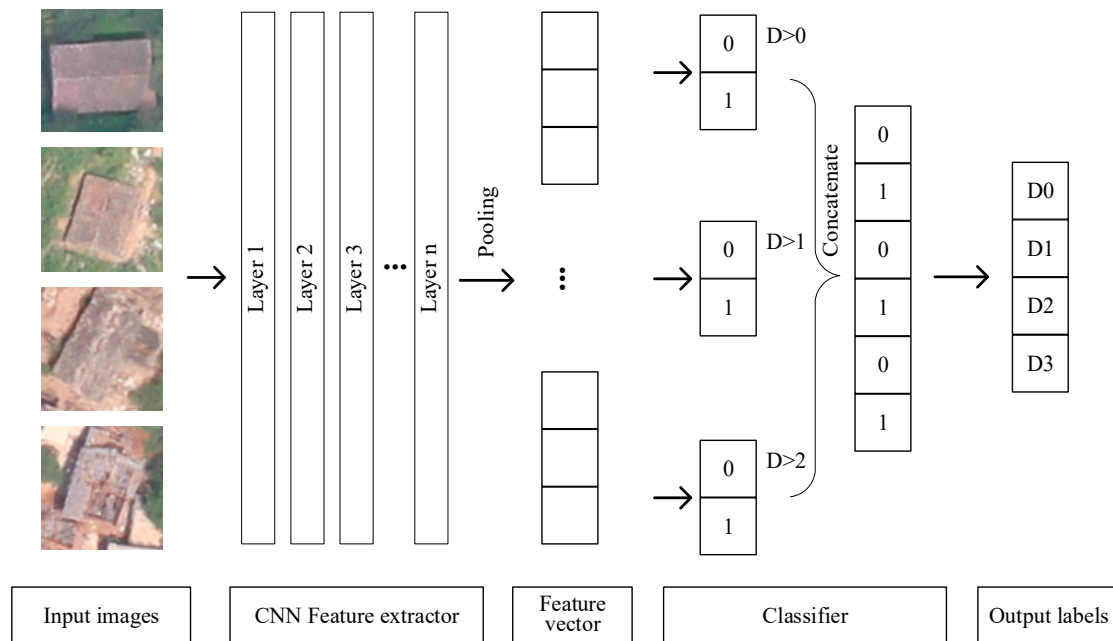 Layer 1
Layer 2
Layer 3
...
Layer n
Pooling
...
0
1
D>0
0
1
D>1
0
1
D>2
Concatenate
0
1
0
1
0
1
D0
D1
D2
D3
Input images
CNN Feature extractor
Feature
vector
Classifier
Output labels